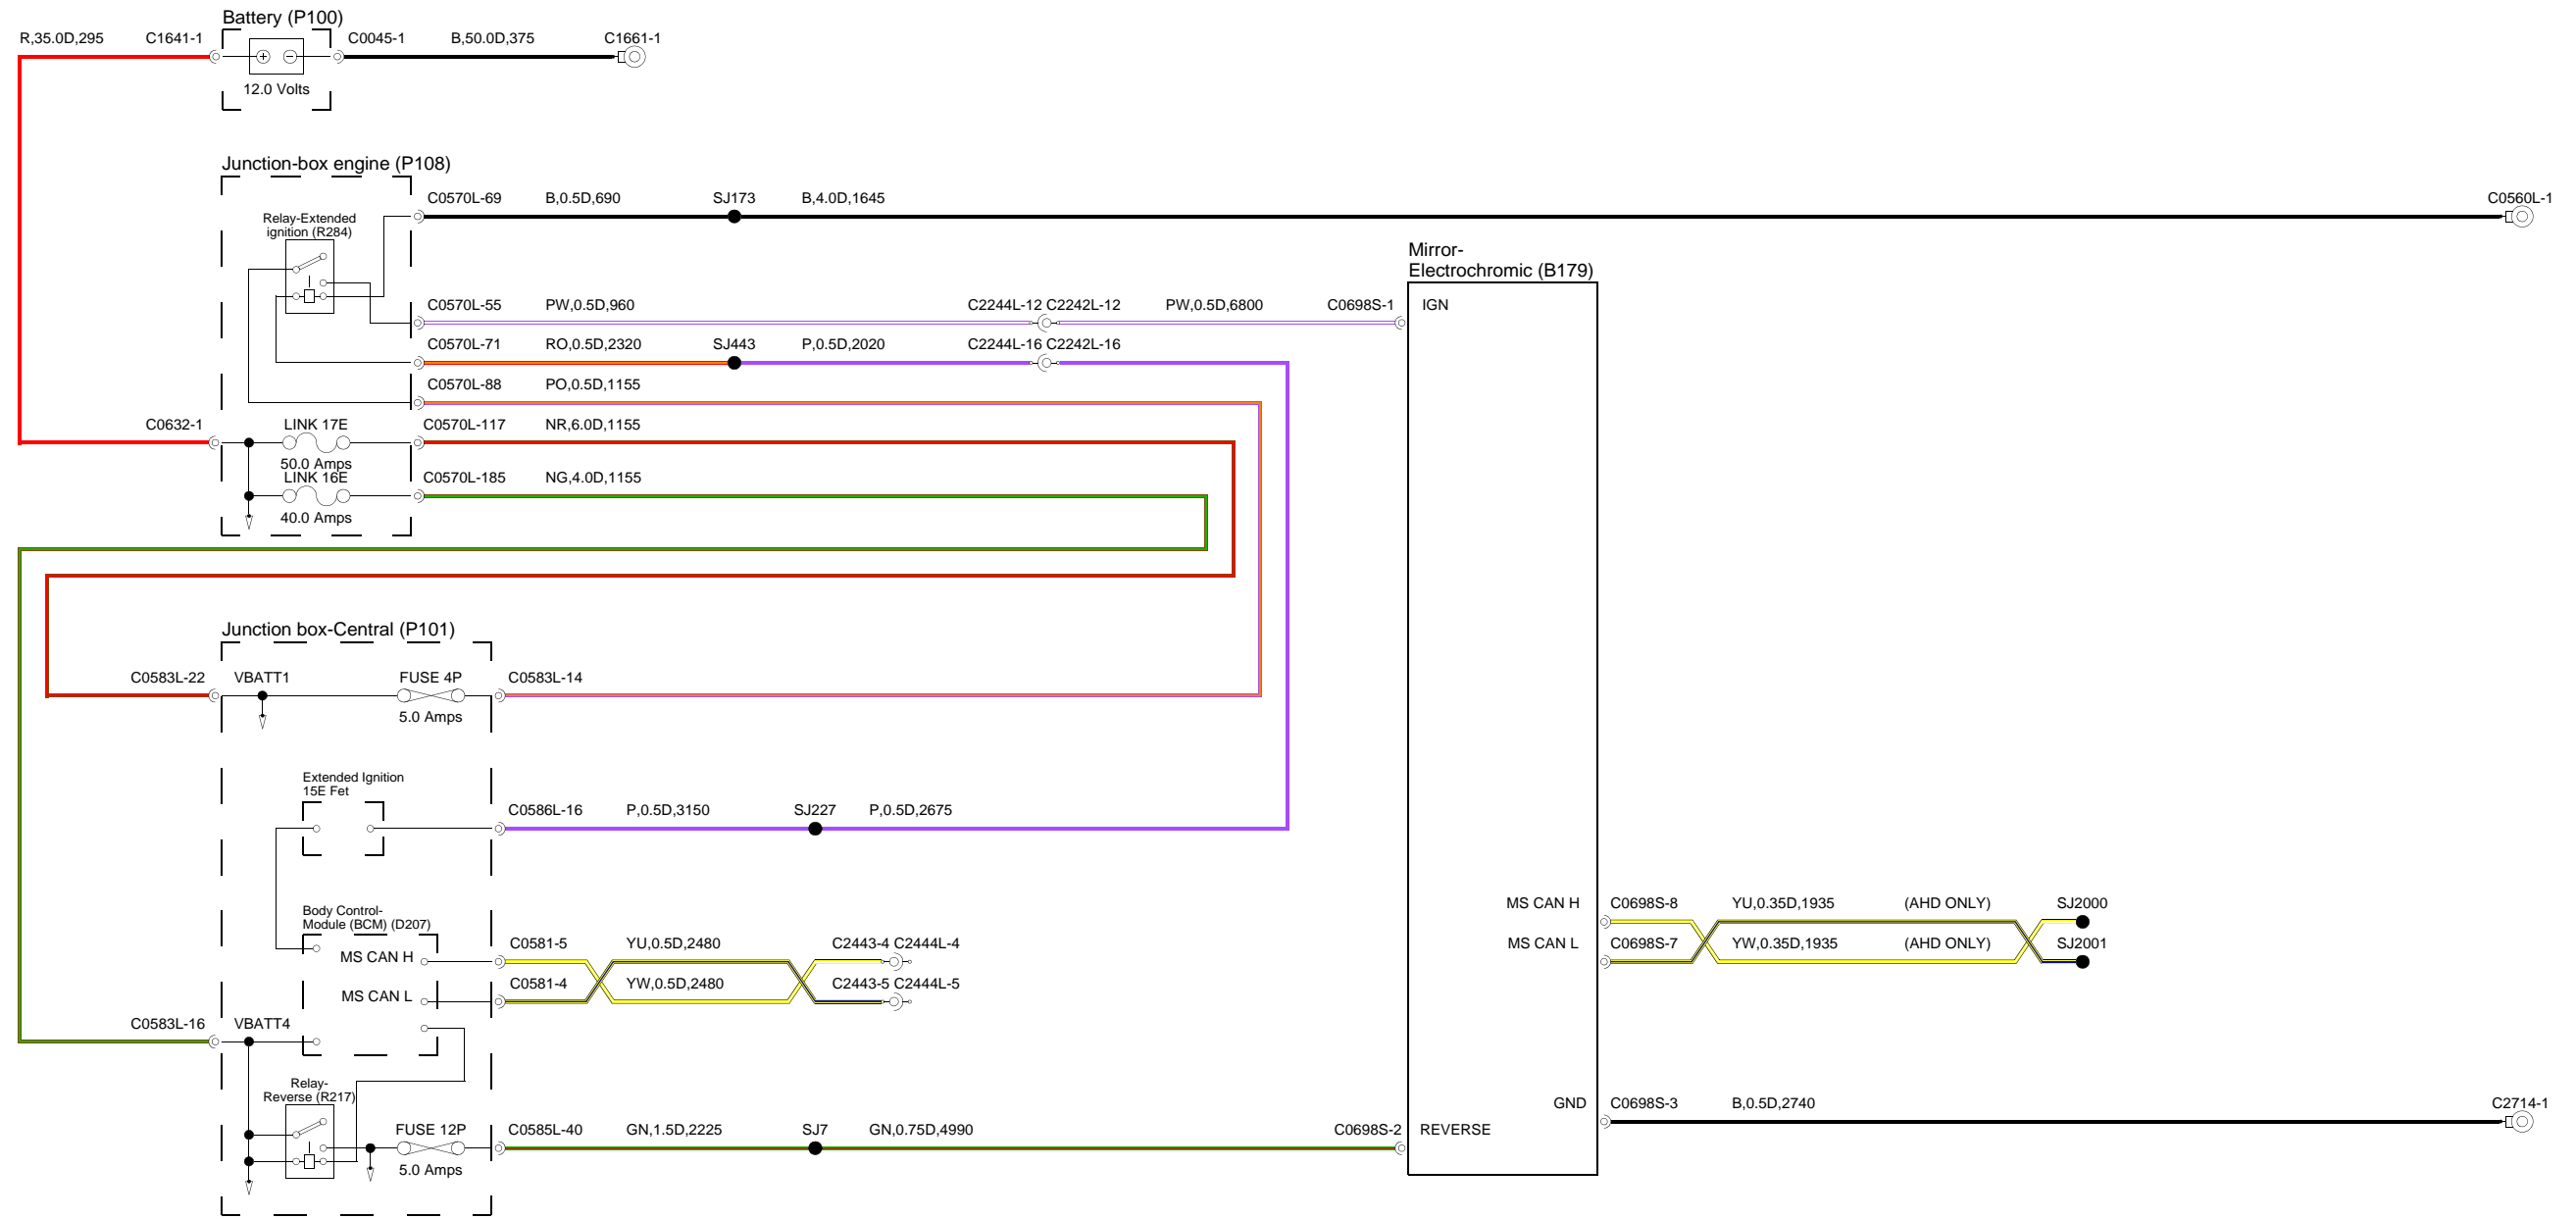 Battery (P100)
R,35.0D,295 C1641-1 C0045-1 B,50.0D,375 C1661-1
12.0 Volts
Junction-box engine (P108)
C0570L-69 B,0.5D,690 SJ173 B,4.0D,1645 C0560L-1
Relay-Extended
ignition (R284)
Mirror-
Electrochromic (B179)
C0570L-55 PW,0.5D,960 C2244L-12 C2242L-12 PW,0.5D,6800 C0698S-1 IGN
C0570L-71 RO,0.5D,2320 SJ443 P,0.5D,2020 C2244L-16 C2242L-16
C0570L-88 PO,0.5D,1155
C0632-1 LINK 17E C0570L-117 NR,6.0D,1155
50.0 Amps
LINK 16E C0570L-185 NG,4.0D,1155
40.0 Amps
Junction box-Central (P101)
C0583L-22 VBATT1 FUSE 4P C0583L-14
5.0 Amps
Extended Ignition
15E Fet
C0586L-16 P,0.5D,3150 SJ227 P,0.5D,2675
MS CAN H C0698S-8 YU,0.35D,1935 (AHD ONLY) SJ2000
Body Control-
Module (BCM) (D207)
C0581-5 YU,0.5D,2480 C2443-4 C2444L-4 MS CAN L C0698S-7 YW,0.35D,1935 (AHD ONLY) SJ2001
MS CAN H
C0581-4 YW,0.5D,2480 C2443-5 C2444L-5
MS CAN L
C0583L-16 VBATT4
Relay-
Reverse (R217)
GND C0698S-3 B,0.5D,2740 C2714-1
FUSE 12P C0585L-40 GN,1.5D,2225 SJ7 GN,0.75D,4990 C0698S-2 REVERSE
5.0 Amps